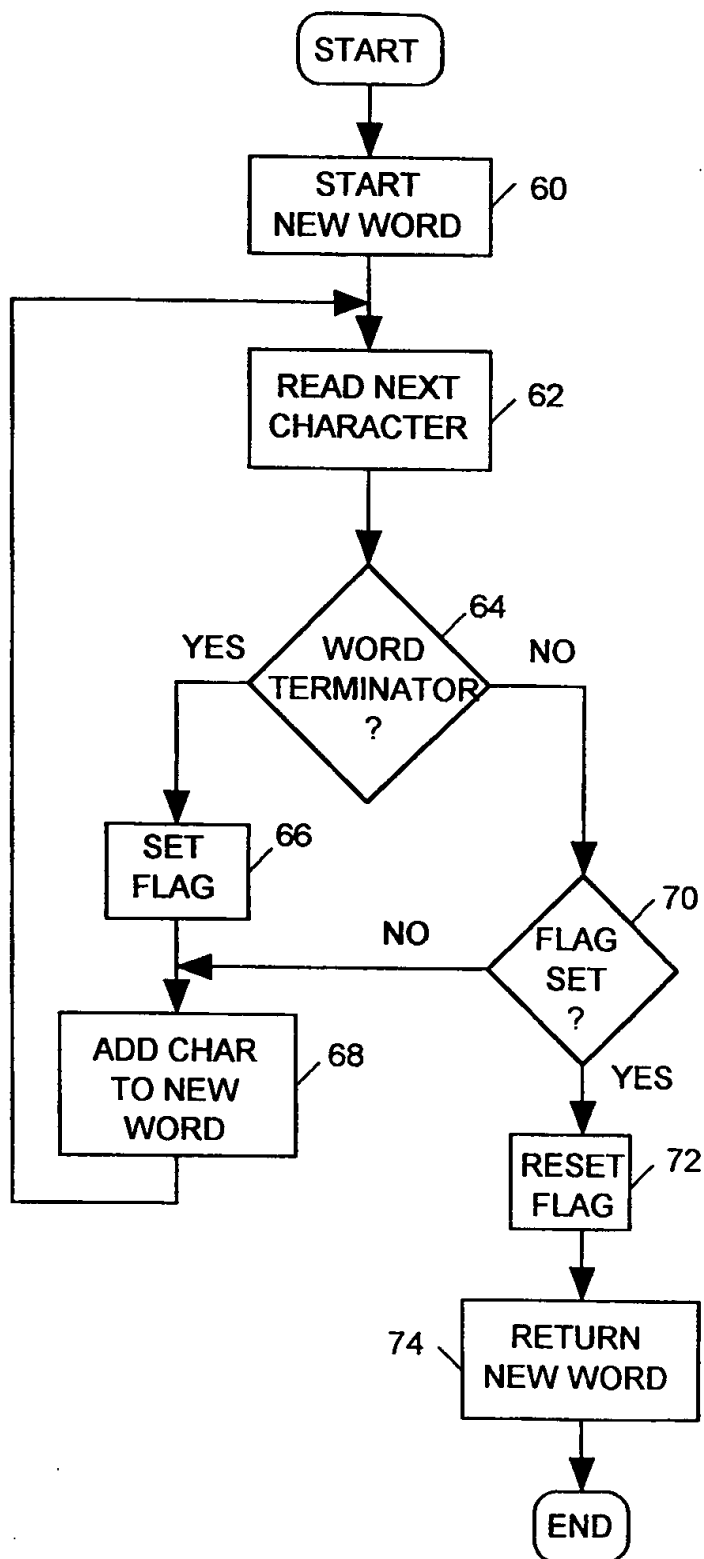 START
START
NEW WORD
60
READ NEXT
CHARACTER
62
64
YES
WORD
TERMINATOR
?
NO
SET
FLAG
66
70
NO
FLAG
SET
?
ADD CHAR
TO NEW
WORD
68
YES
RESET
FLAG
72
74
RETURN
NEW WORD
END